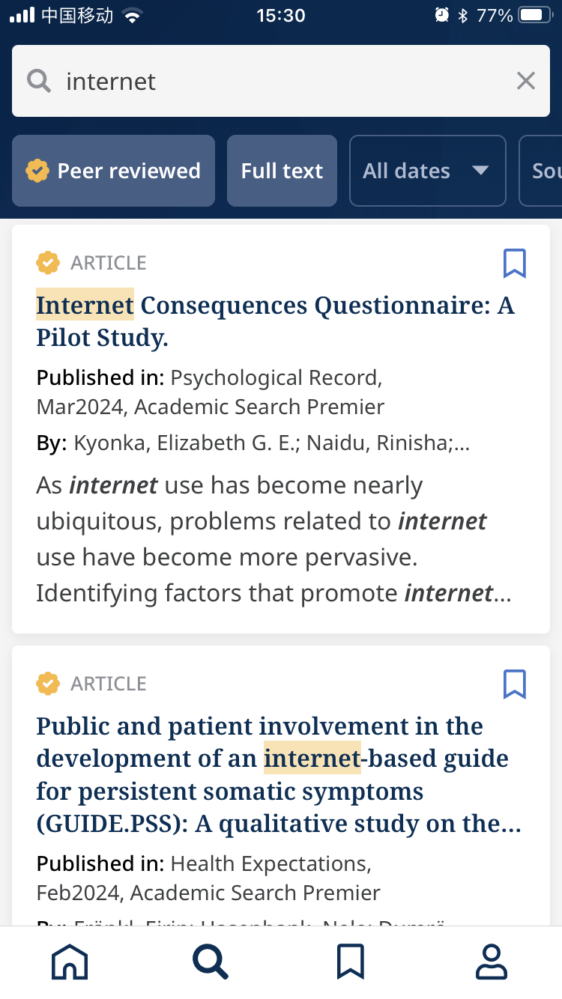 中国移动 15:30 77%
internet
Peer reviewed Full text All dates Sou
ARTICLE
Internet Consequences Questionnaire: A
Pilot Study.
Published in: Psychological Record,
Mar2024, Academic Search Premier
By: Kyonka, Elizabeth G. E.; Naidu, Rinisha;...
As internet use has become nearly
ubiquitous, problems related to internet
use have become more pervasive.
Identifying factors that promote internet...
ARTICLE
Public and patient involvement in the
development of an internet-based guide
for persistent somatic symptoms
(GUIDE.PSS): A qualitative study on the...
Published in: Health Expectations,
Feb2024, Academic Search Premier
By: